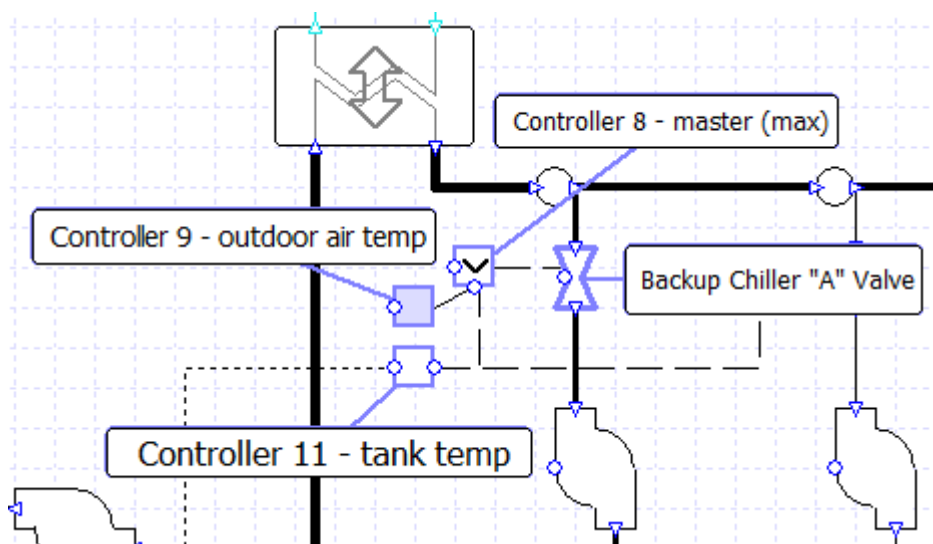 Controller 8 - master (max)
Controller 9 - outdoor air temp
Backup Chiller "A" Valve
Controller 11 - tank temp